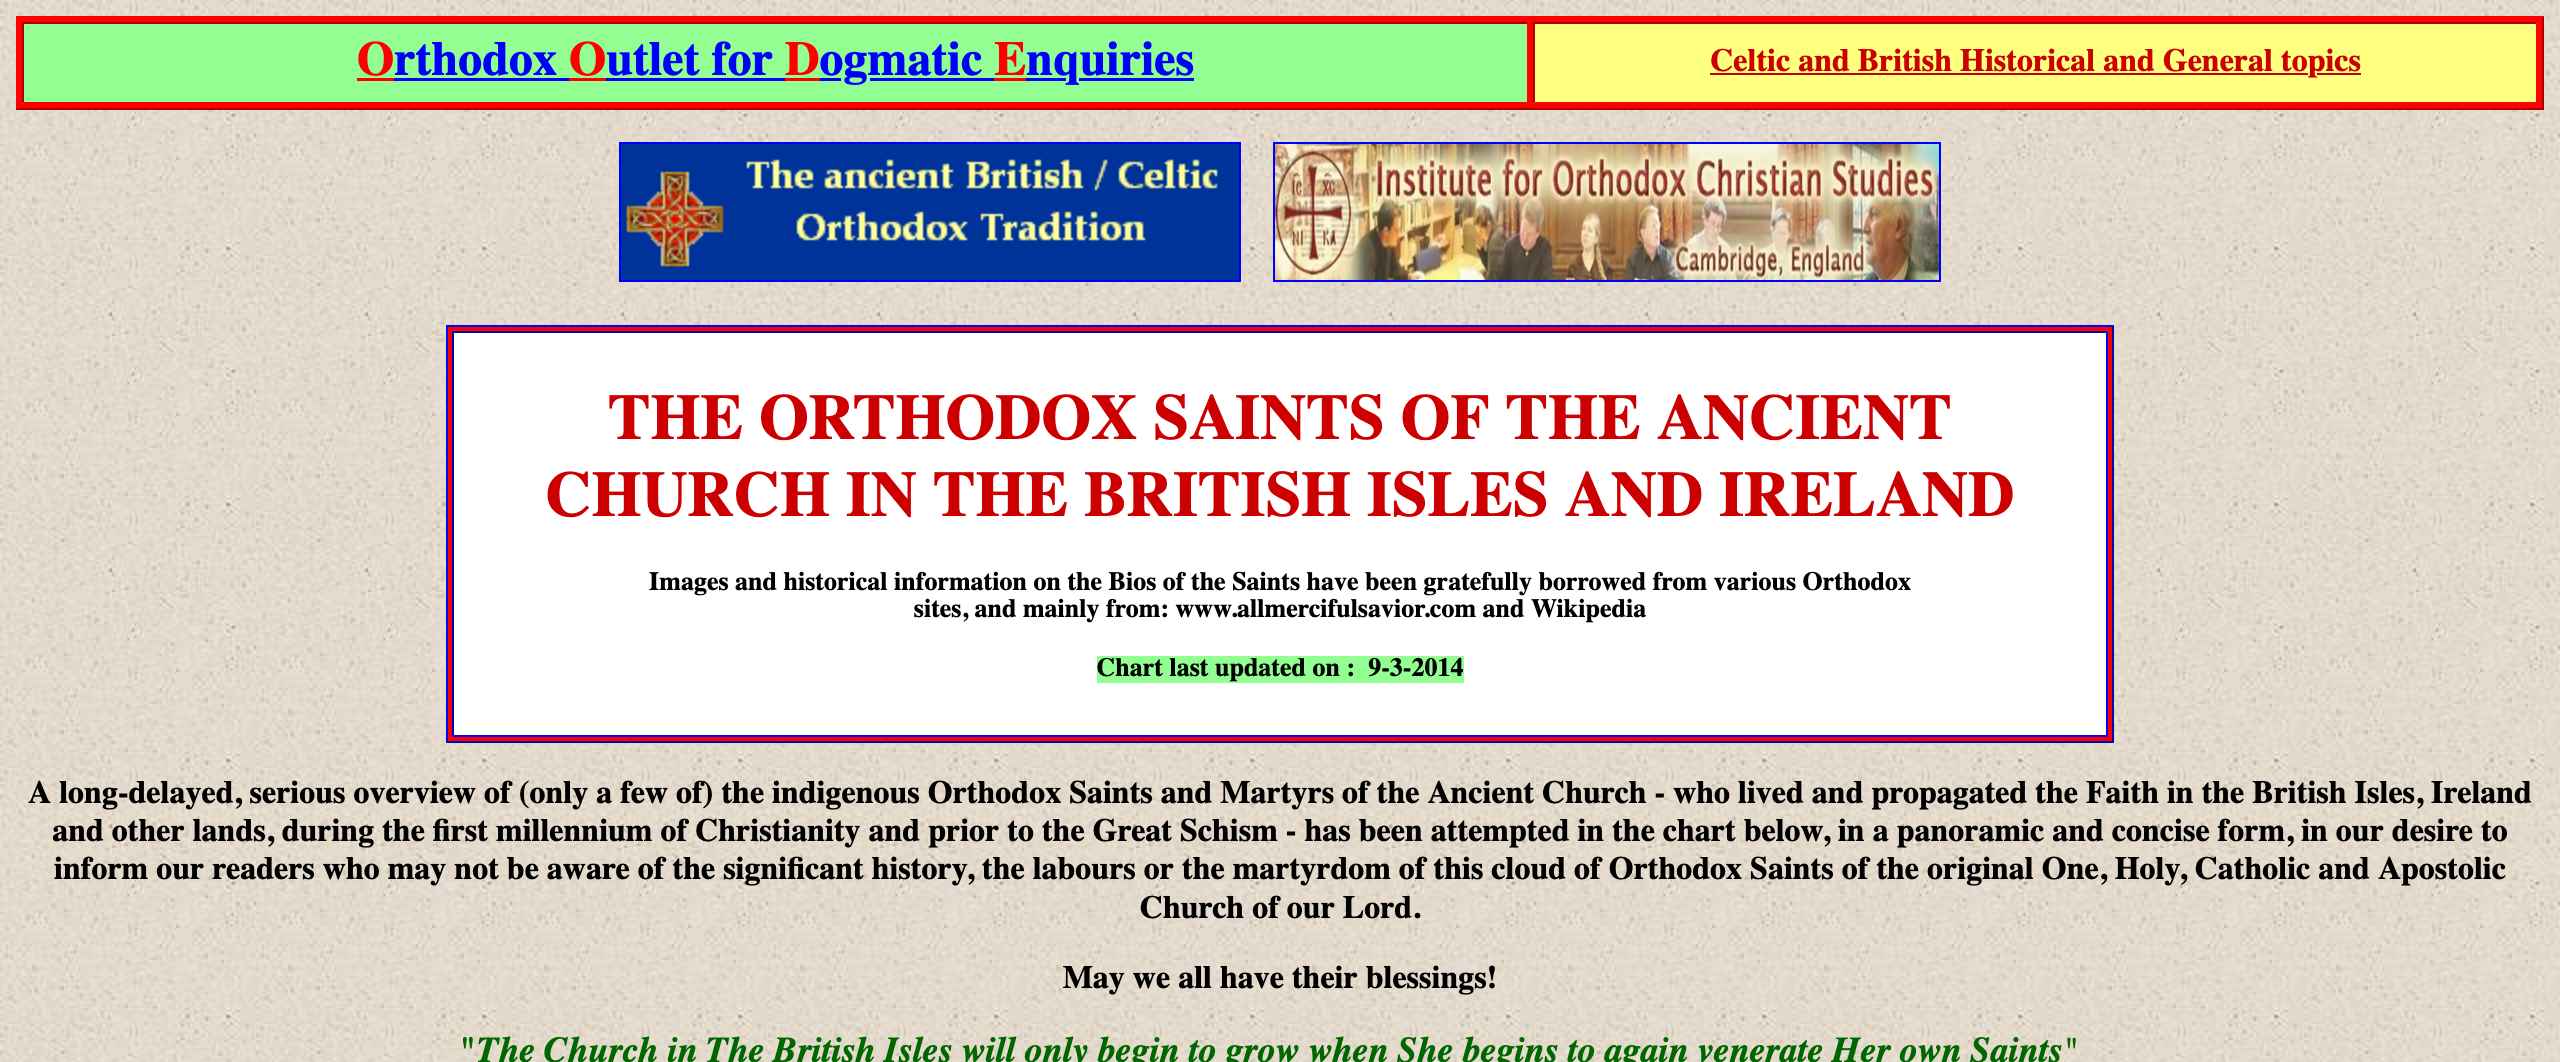 Orthodox Outlet for Dogmatic Enquiries
Celtic and British Historical and General topics
The ancient British / Celtic
Orthodox Tradition
Institute for Orthodox Christian Studies
IC XC
NI KA
Cambridge, England
THE ORTHODOX SAINTS OF THE ANCIENT
CHURCH IN THE BRITISH ISLES AND IRELAND
Images and historical information on the Bios of the Saints have been gratefully borrowed from various Orthodox
sites, and mainly from: www.allmercifulsavior.com and Wikipedia
Chart last updated on : 9-3-2014
A long-delayed, serious overview of (only a few of) the indigenous Orthodox Saints and Martyrs of the Ancient Church - who lived and propagated the Faith in the British Isles, Ireland
and other lands, during the first millennium of Christianity and prior to the Great Schism - has been attempted in the chart below, in a panoramic and concise form, in our desire to
inform our readers who may not be aware of the significant history, the labours or the martyrdom of this cloud of Orthodox Saints of the original One, Holy, Catholic and Apostolic
Church of our Lord.
May we all have their blessings!
"The Church in The British Isles will only begin to grow when She begins to again venerate Her own Saints"